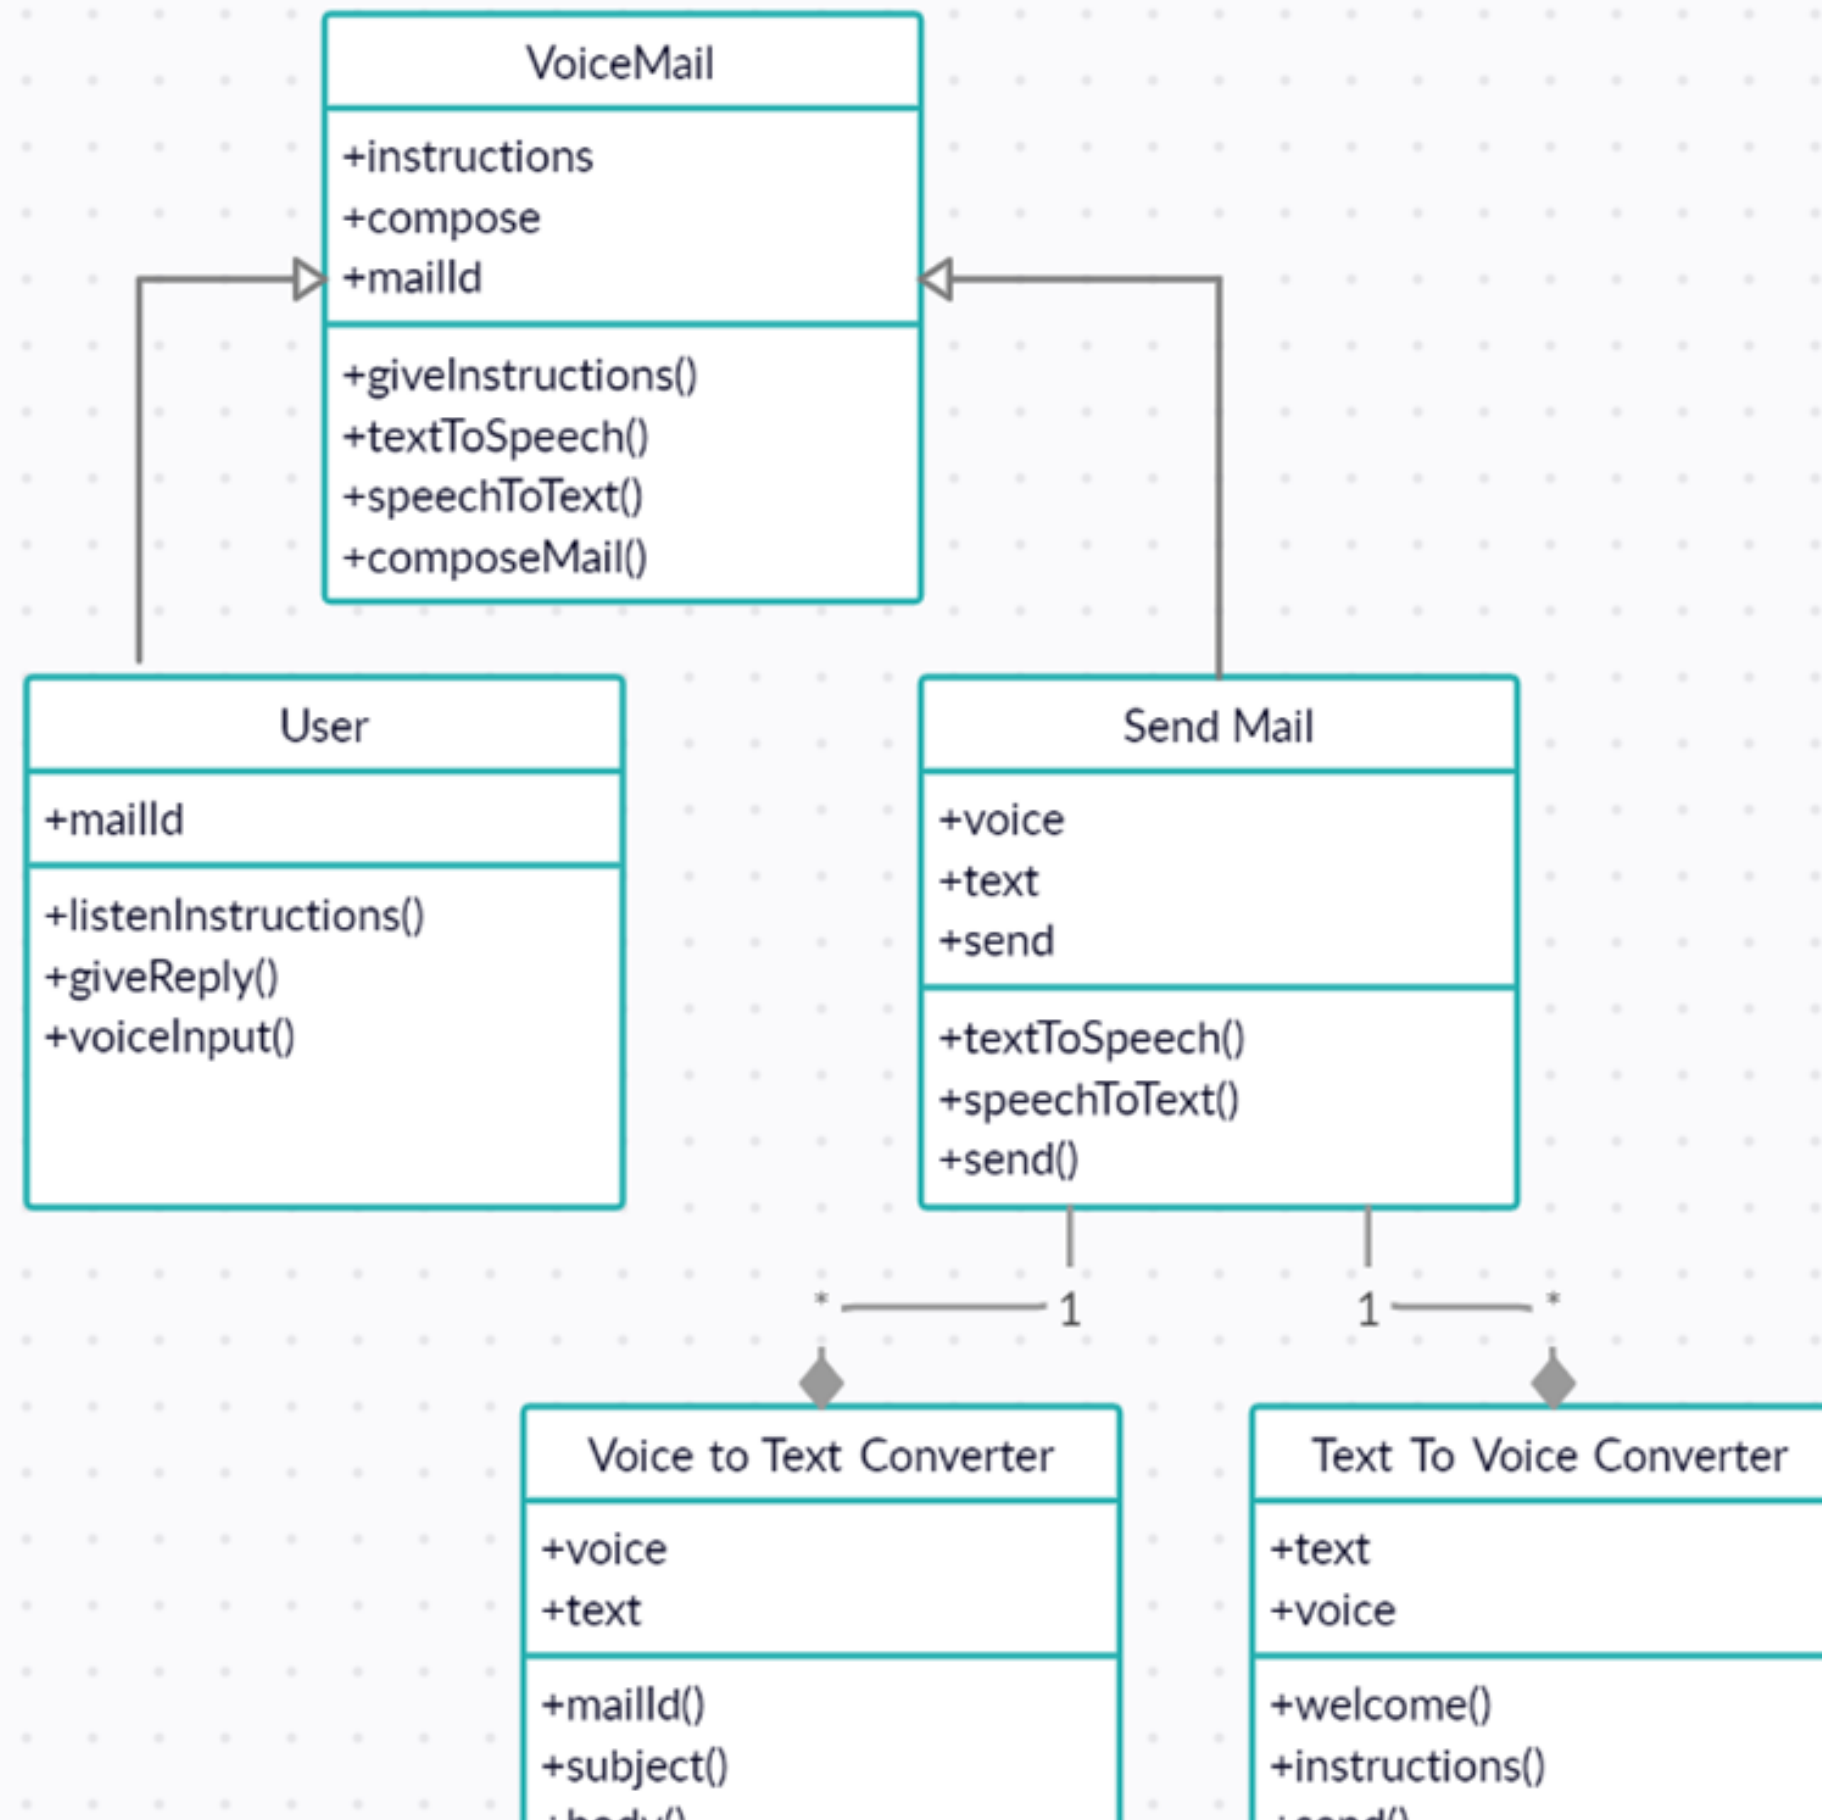 VoiceMail
+instructions
+compose
+mailId
+giveInstructions()
+textToSpeech()
+speechToText()
+composeMail()
User
+mailId
+listenInstructions()
+giveReply()
+voiceInput()
Send Mail
+voice
+text
+send
+textToSpeech()
+speechToText()
+send()
* 1
1 *
Voice to Text Converter
+voice
+text
+mailId()
+subject()
+body()
Text To Voice Converter
+text
+voice
+welcome()
+instructions()
+send()